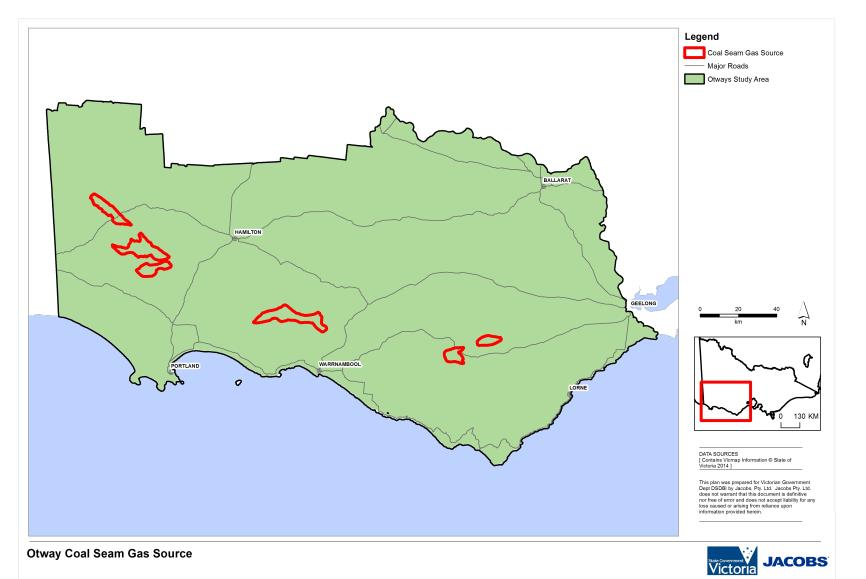 Legend
Coal Seam Gas Source
Major Roads
Otways Study Area
BALLARAT
HAMILTON
GEELONG
PORTLAND
WARRNAMBOOL
LORNE
0 20 40
km
N
0 130 KM
DATA SOURCES
[ Contains Vicmap Information © State of
Victoria 2014 ]
This plan was prepared for Victorian Government
Dept DSDBI by Jacobs. Pty. Ltd. Jacobs Pty. Ltd.
does not warrant that this document is definitive
nor free of error and does not accept liability for any
loss caused or arising from reliance upon
information provided herein.
Otway Coal Seam Gas Source
State Government
Victoria
JACOBS